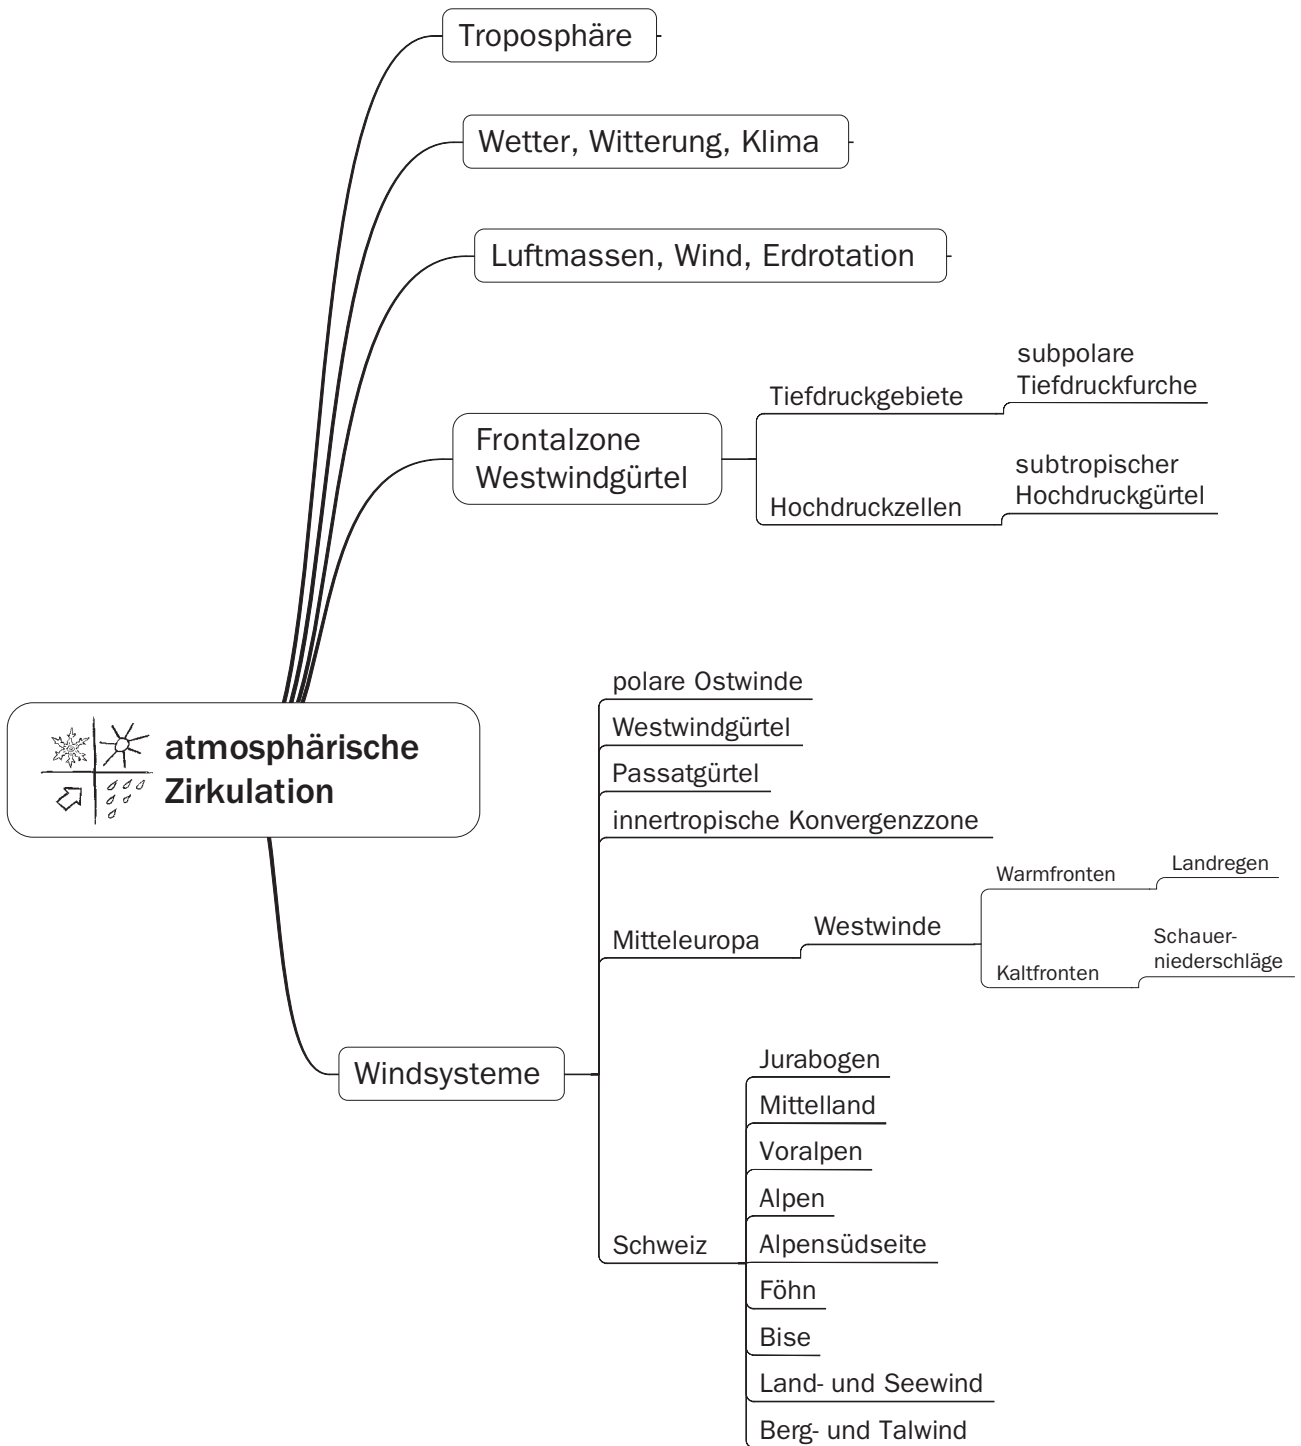 Troposphäre
Wetter, Witterung, Klima
Luftmassen, Wind, Erdrotation
Frontalzone
Westwindgürtel
Tiefdruckgebiete
subpolare
Tiefdruckfurche
Hochdruckzellen
subtropischer
Hochdruckgürtel
atmosphärische
Zirkulation
Windsysteme
polare Ostwinde
Westwindgürtel
Passatgürtel
innertropische Konvergenzzone
Mitteleuropa
Westwinde
Warmfronten
Landregen
Kaltfronten
Schauer-
niederschläge
Schweiz
Jurabogen
Mittelland
Voralpen
Alpen
Alpensüdseite
Föhn
Bise
Land- und Seewind
Berg- und Talwind